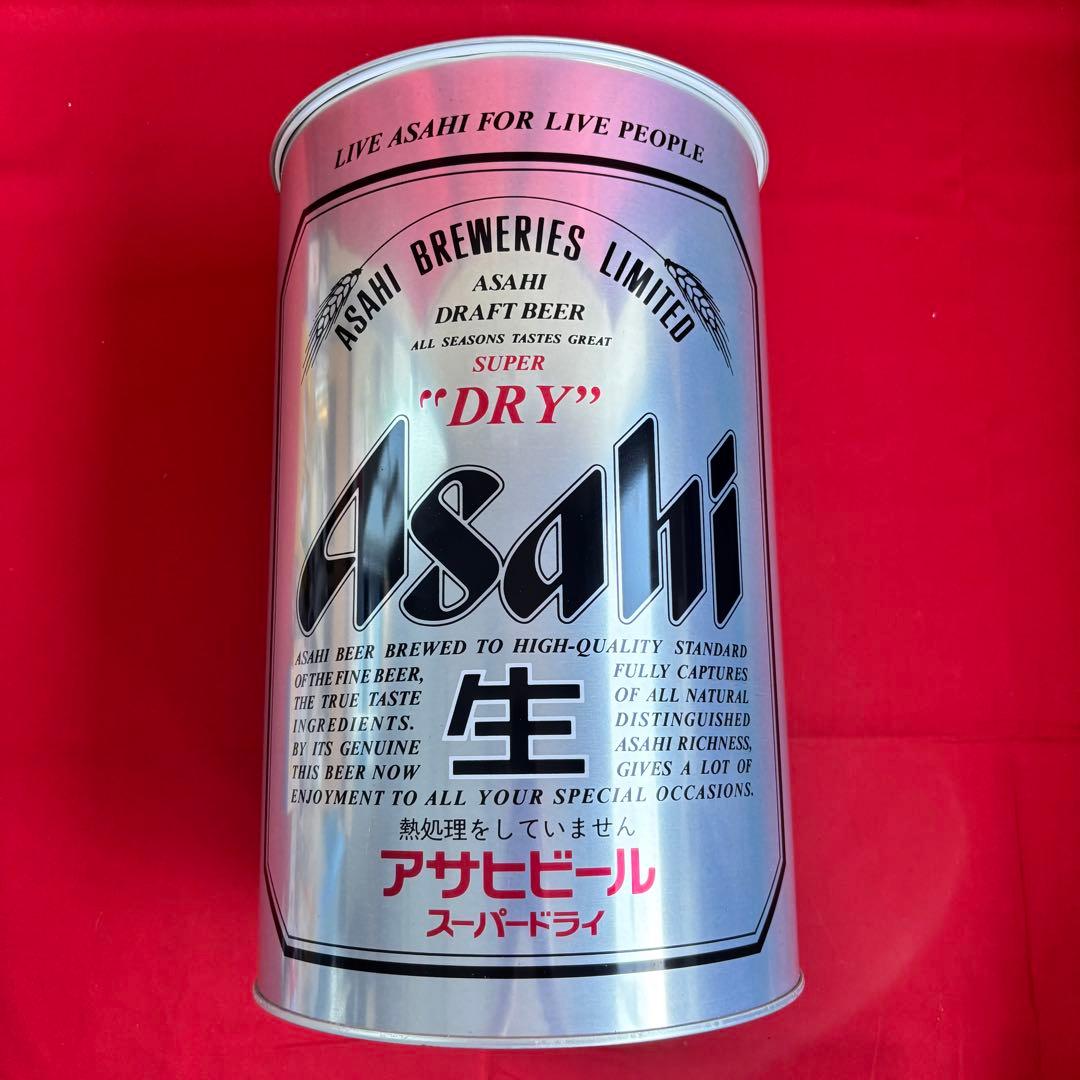 LIVE ASAHI FOR LIVE PEOPLE
ASAHI BREWERIES LIMITED
ASAHI
DRAFT BEER
ALL SEASONS TASTES GREAT
SUPER
“DRY”
Asahi
ASAHI BEER BREWED TO HIGH-QUALITY STANDARD
OF THE FINE BEER, FULLY CAPTURES
THE TRUE TASTE OF ALL NATURAL
INGREDIENTS. DISTINGUISHED
BY ITS GENUINE ASAHI RICHNESS,
THIS BEER NOW GIVES A LOT OF
生
ENJOYMENT TO ALL YOUR SPECIAL OCCASIONS.
熱処理をしていません
アサヒビール
スーパードライ